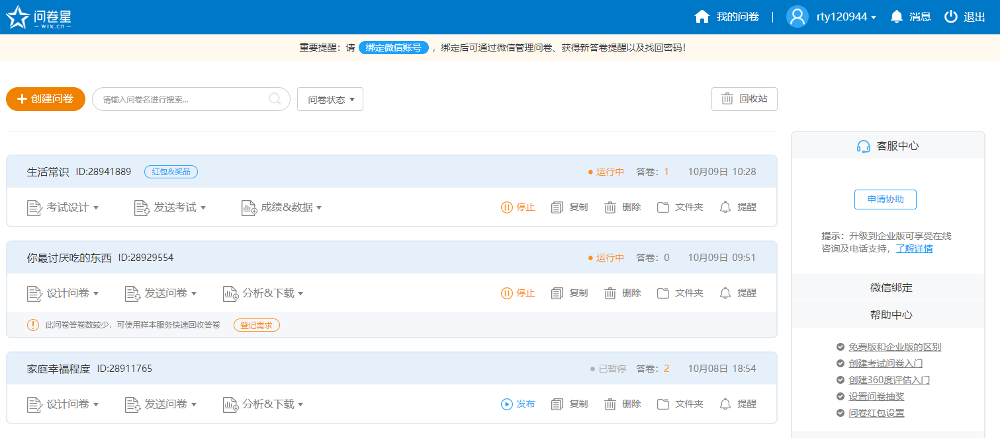 问卷星
WJX.CN
我的问卷 | rty120944 消息 退出
重要提醒：请 绑定微信账号 ，绑定后可通过微信管理问卷、获得新答卷提醒以及找回密码！
创建问卷 请输入问卷名进行搜索... 问卷状态 回收站
生活常识 ID:28941889 红包&奖品 运行中 答卷：1 10月09日 10:28
考试设计 发送考试 成绩&数据 停止 复制 删除 文件夹 提醒
你最讨厌吃的东西 ID:28929554 运行中 答卷：0 10月09日 09:51
设计问卷 发送问卷 分析&下载 停止 复制 删除 文件夹 提醒
此问卷答卷数较少，可使用样本服务快速回收答卷 登记需求
家庭幸福程度 ID:28911765 已暂停 答卷：2 10月08日 18:54
设计问卷 发送问卷 分析&下载 发布 复制 删除 文件夹 提醒
客服中心
申请协助
提示：升级到企业版可享受在线
咨询及电话支持，了解详情
微信绑定
帮助中心
免费版和企业版的区别
创建考试问卷入门
创建360度评估入门
设置问卷抽奖
问卷红包设置